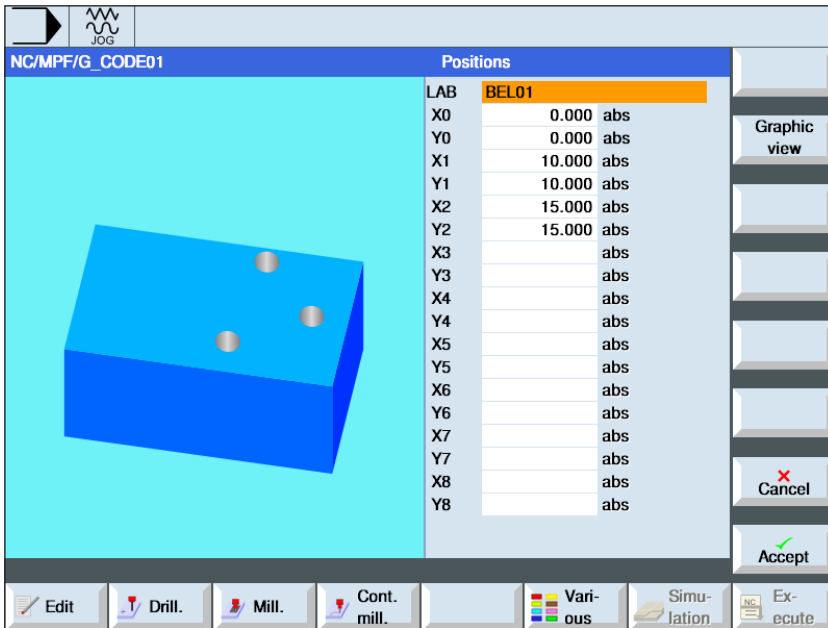 JOG
NC/MPF/G_CODE01
Positions
LAB BEL01
X0 0.000 abs
Y0 0.000 abs
X1 10.000 abs
Y1 10.000 abs
X2 15.000 abs
Y2 15.000 abs
X3 abs
Y3 abs
X4 abs
Y4 abs
X5 abs
Y5 abs
X6 abs
Y6 abs
X7 abs
Y7 abs
X8 abs
Y8 abs
Graphic
view
Cancel
Accept
Edit
Drill.
Mill.
Cont.
mill.
Vari-
ous
Simu-
lation
NC
Ex-
ecute